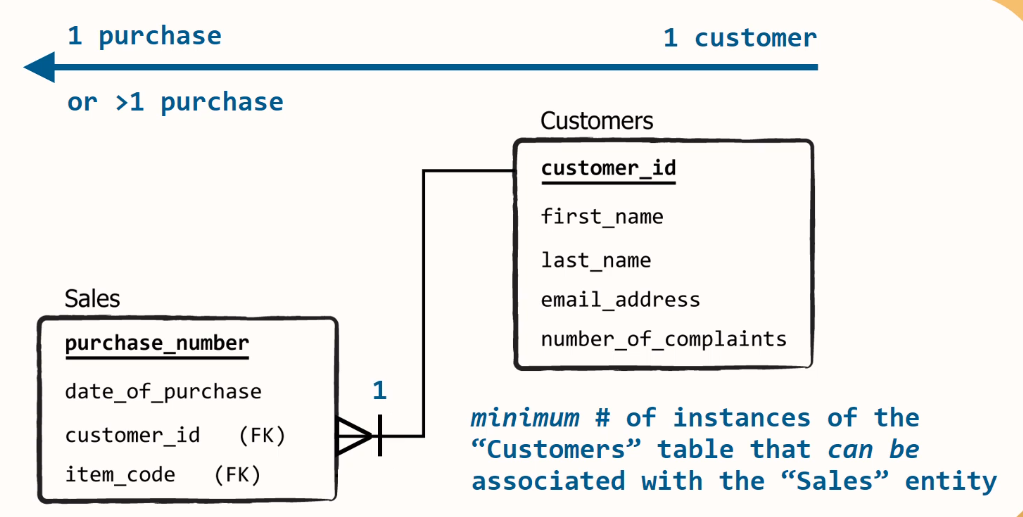 1 purchase
1 customer
or >1 purchase
Customers
customer_id
first_name
last_name
email_address
number_of_complaints
Sales
purchase_number
date_of_purchase
customer_id (FK)
item_code (FK)
1
minimum # of instances of the
“Customers” table that can be
associated with the “Sales” entity